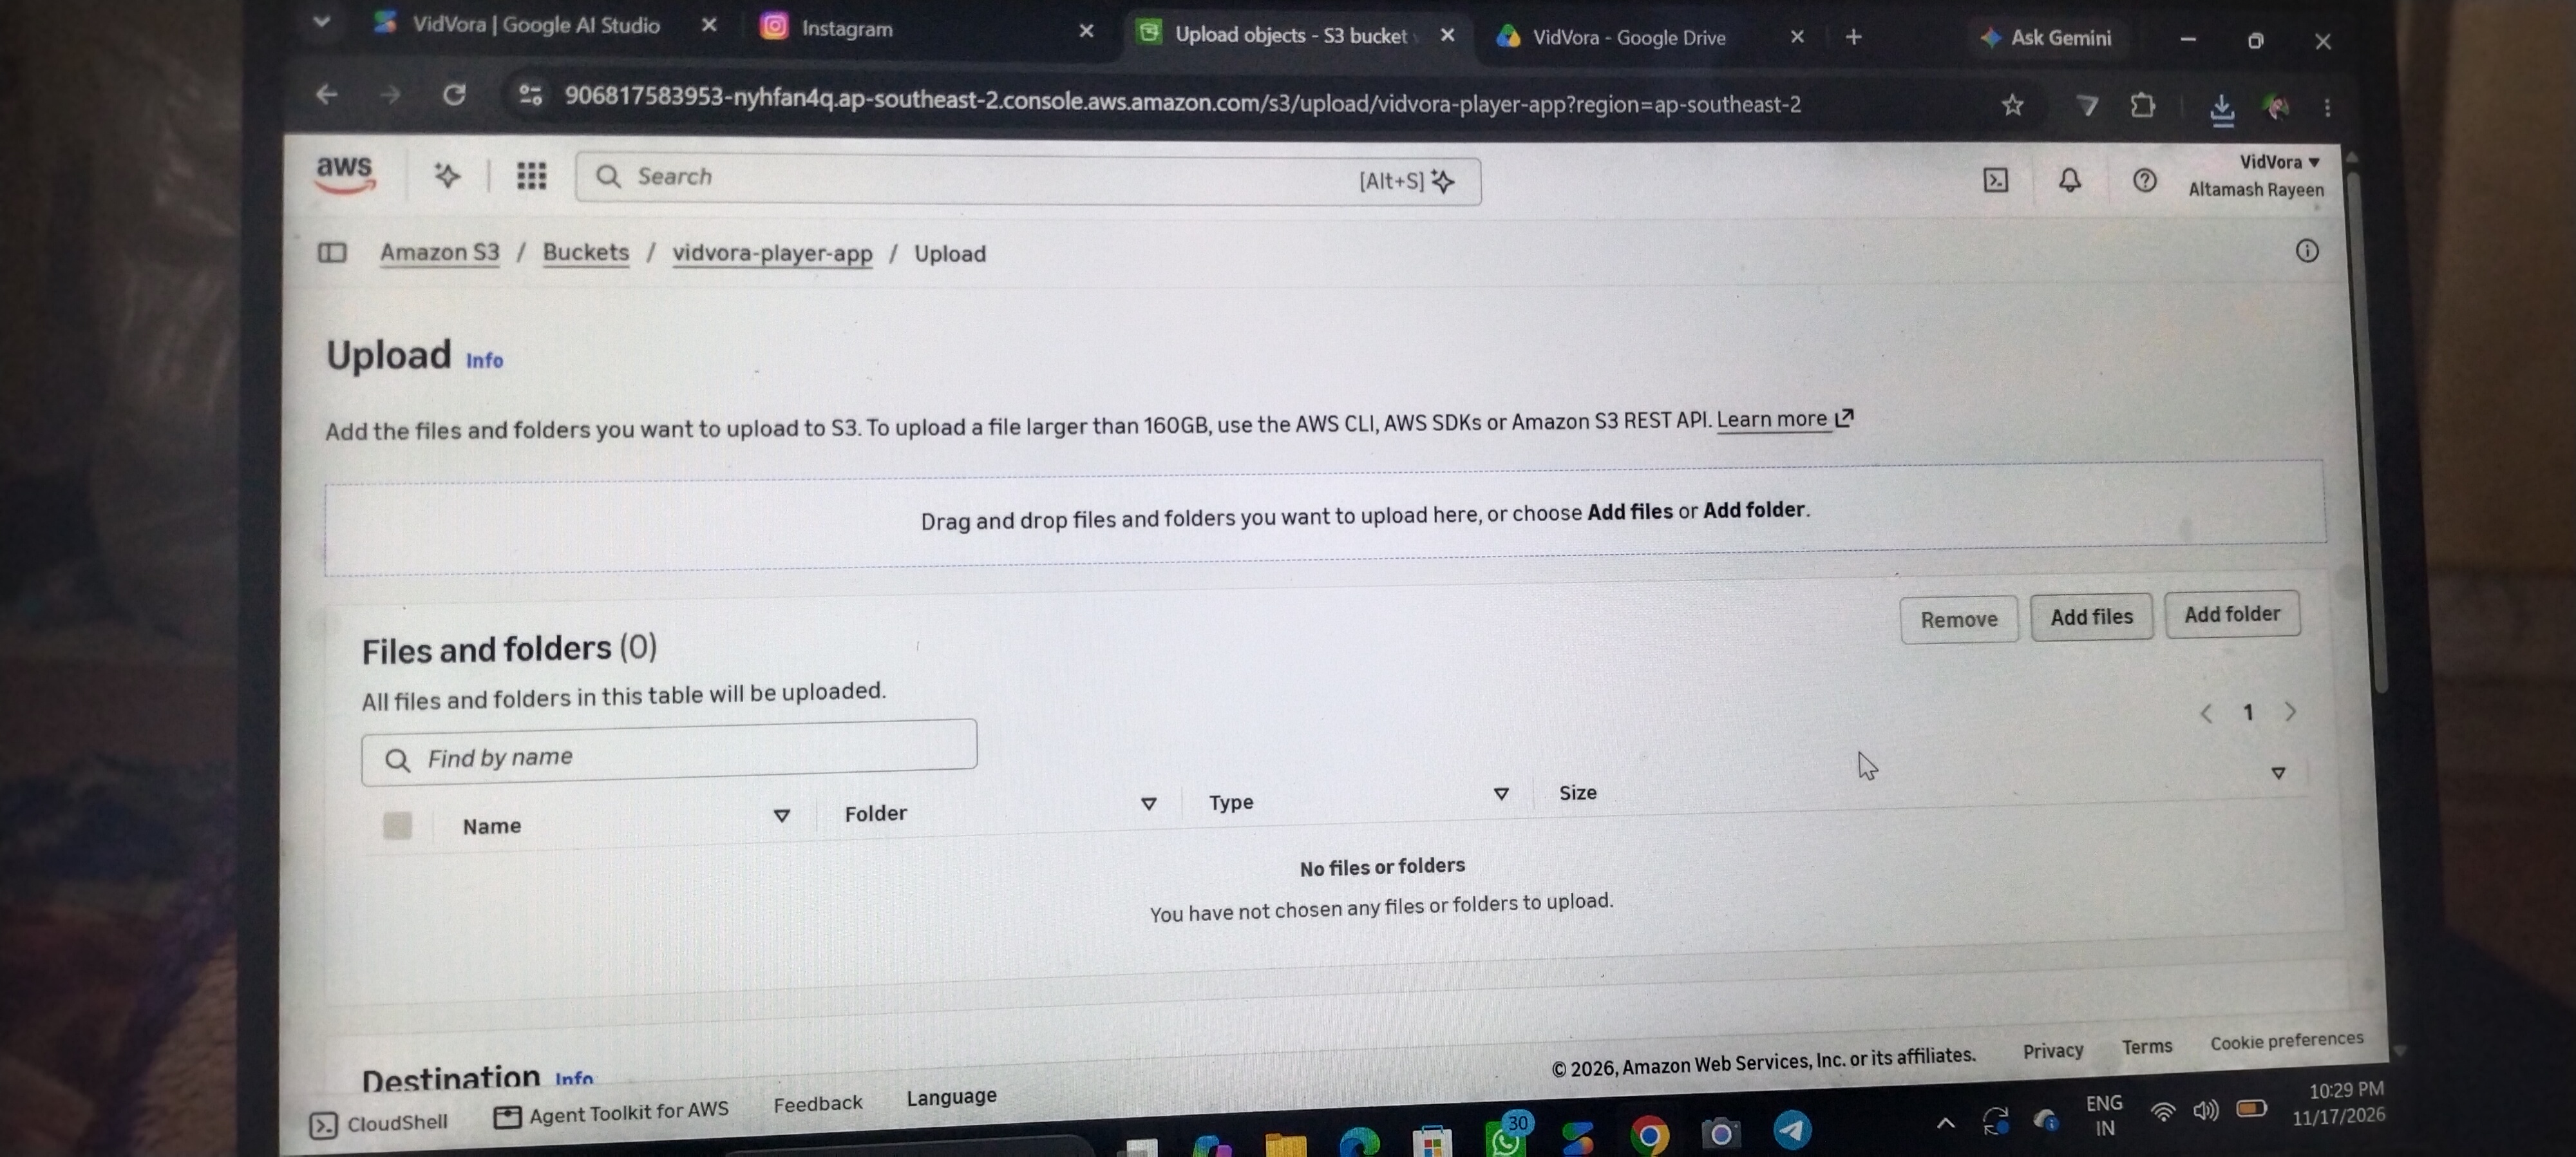 VidVora | Google AI Studio
Instagram
Upload objects - S3 bucket
VidVora - Google Drive
Ask Gemini
906817583953-nyhfan4q.ap-southeast-2.console.aws.amazon.com/s3/upload/vidvora-player-app?region=ap-southeast-2
aws
Search
[Alt+S]
VidVora
Altamash Rayeen
Amazon S3 / Buckets / vidvora-player-app / Upload
Upload Info
Add the files and folders you want to upload to S3. To upload a file larger than 160GB, use the AWS CLI, AWS SDKs or Amazon S3 REST API. Learn more
Drag and drop files and folders you want to upload here, or choose Add files or Add folder.
Remove
Add files
Add folder
Files and folders (0)
All files and folders in this table will be uploaded.
Find by name
1
Name
Folder
Type
Size
No files or folders
You have not chosen any files or folders to upload.
Destination Info
© 2026, Amazon Web Services, Inc. or its affiliates.
Privacy
Terms
Cookie preferences
CloudShell
Agent Toolkit for AWS
Feedback
Language
30
ENG
IN
10:29 PM
11/17/2026